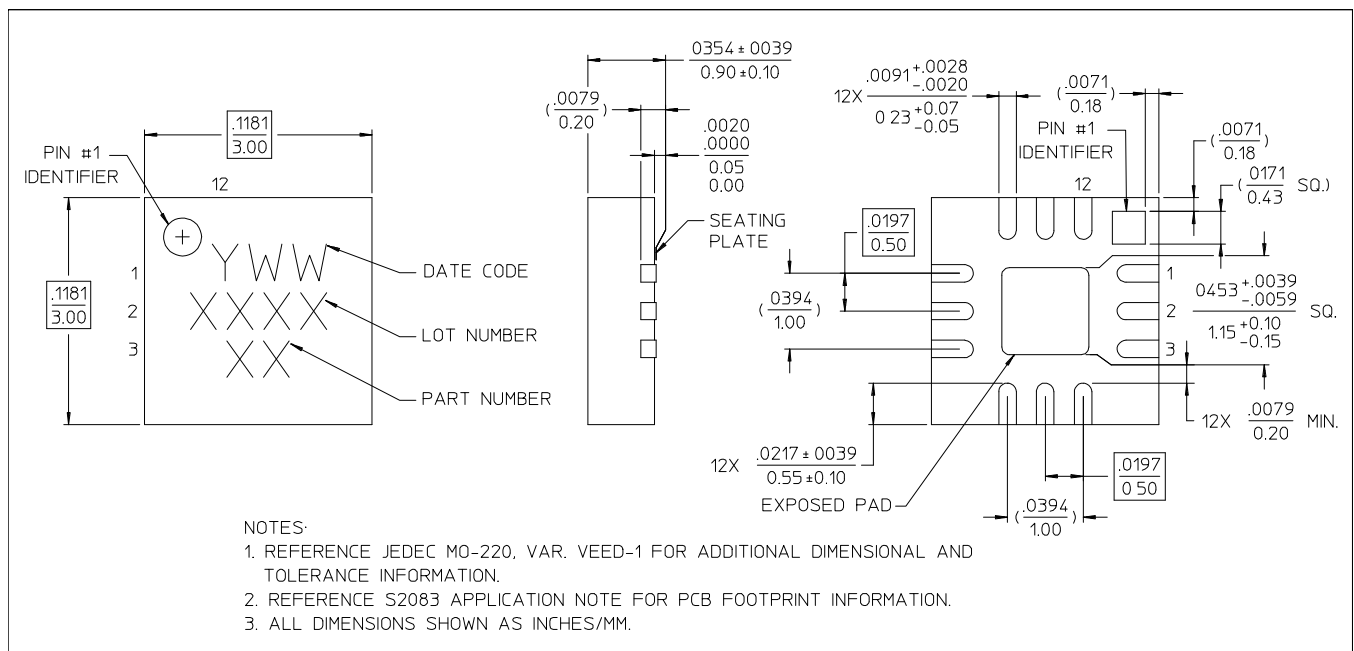 .1181
3.00
PIN #1
IDENTIFIER
12
.1181
3.00
1
2
3
YWW
XXXX
XX
DATE CODE
LOT NUMBER
PART NUMBER
.0354 ± .0039
0.90 ±0.10
(.0079
0.20)
.0020
.0000
0.05
0.00
SEATING
PLATE
12X .0091 +.0028
-.0020
0.23 +0.07
-0.05
(.0071
0.18)
PIN #1
IDENTIFIER
12
(.0071
0.18)
(.0171
0.43 SQ.)
.0197
0.50
(.0394
1.00)
1
2
3
.0453 +.0039
-.0059 SQ.
1.15 +0.10
-0.15
12X .0079 MIN.
0.20
12X .0217 ± .0039
0.55 ±0.10
EXPOSED PAD
.0197
0.50
(.0394)
1.00
NOTES:
1. REFERENCE JEDEC MO-220, VAR. VEED-1 FOR ADDITIONAL DIMENSIONAL AND
TOLERANCE INFORMATION.
2. REFERENCE S2083 APPLICATION NOTE FOR PCB FOOTPRINT INFORMATION.
3. ALL DIMENSIONS SHOWN AS INCHES/MM.